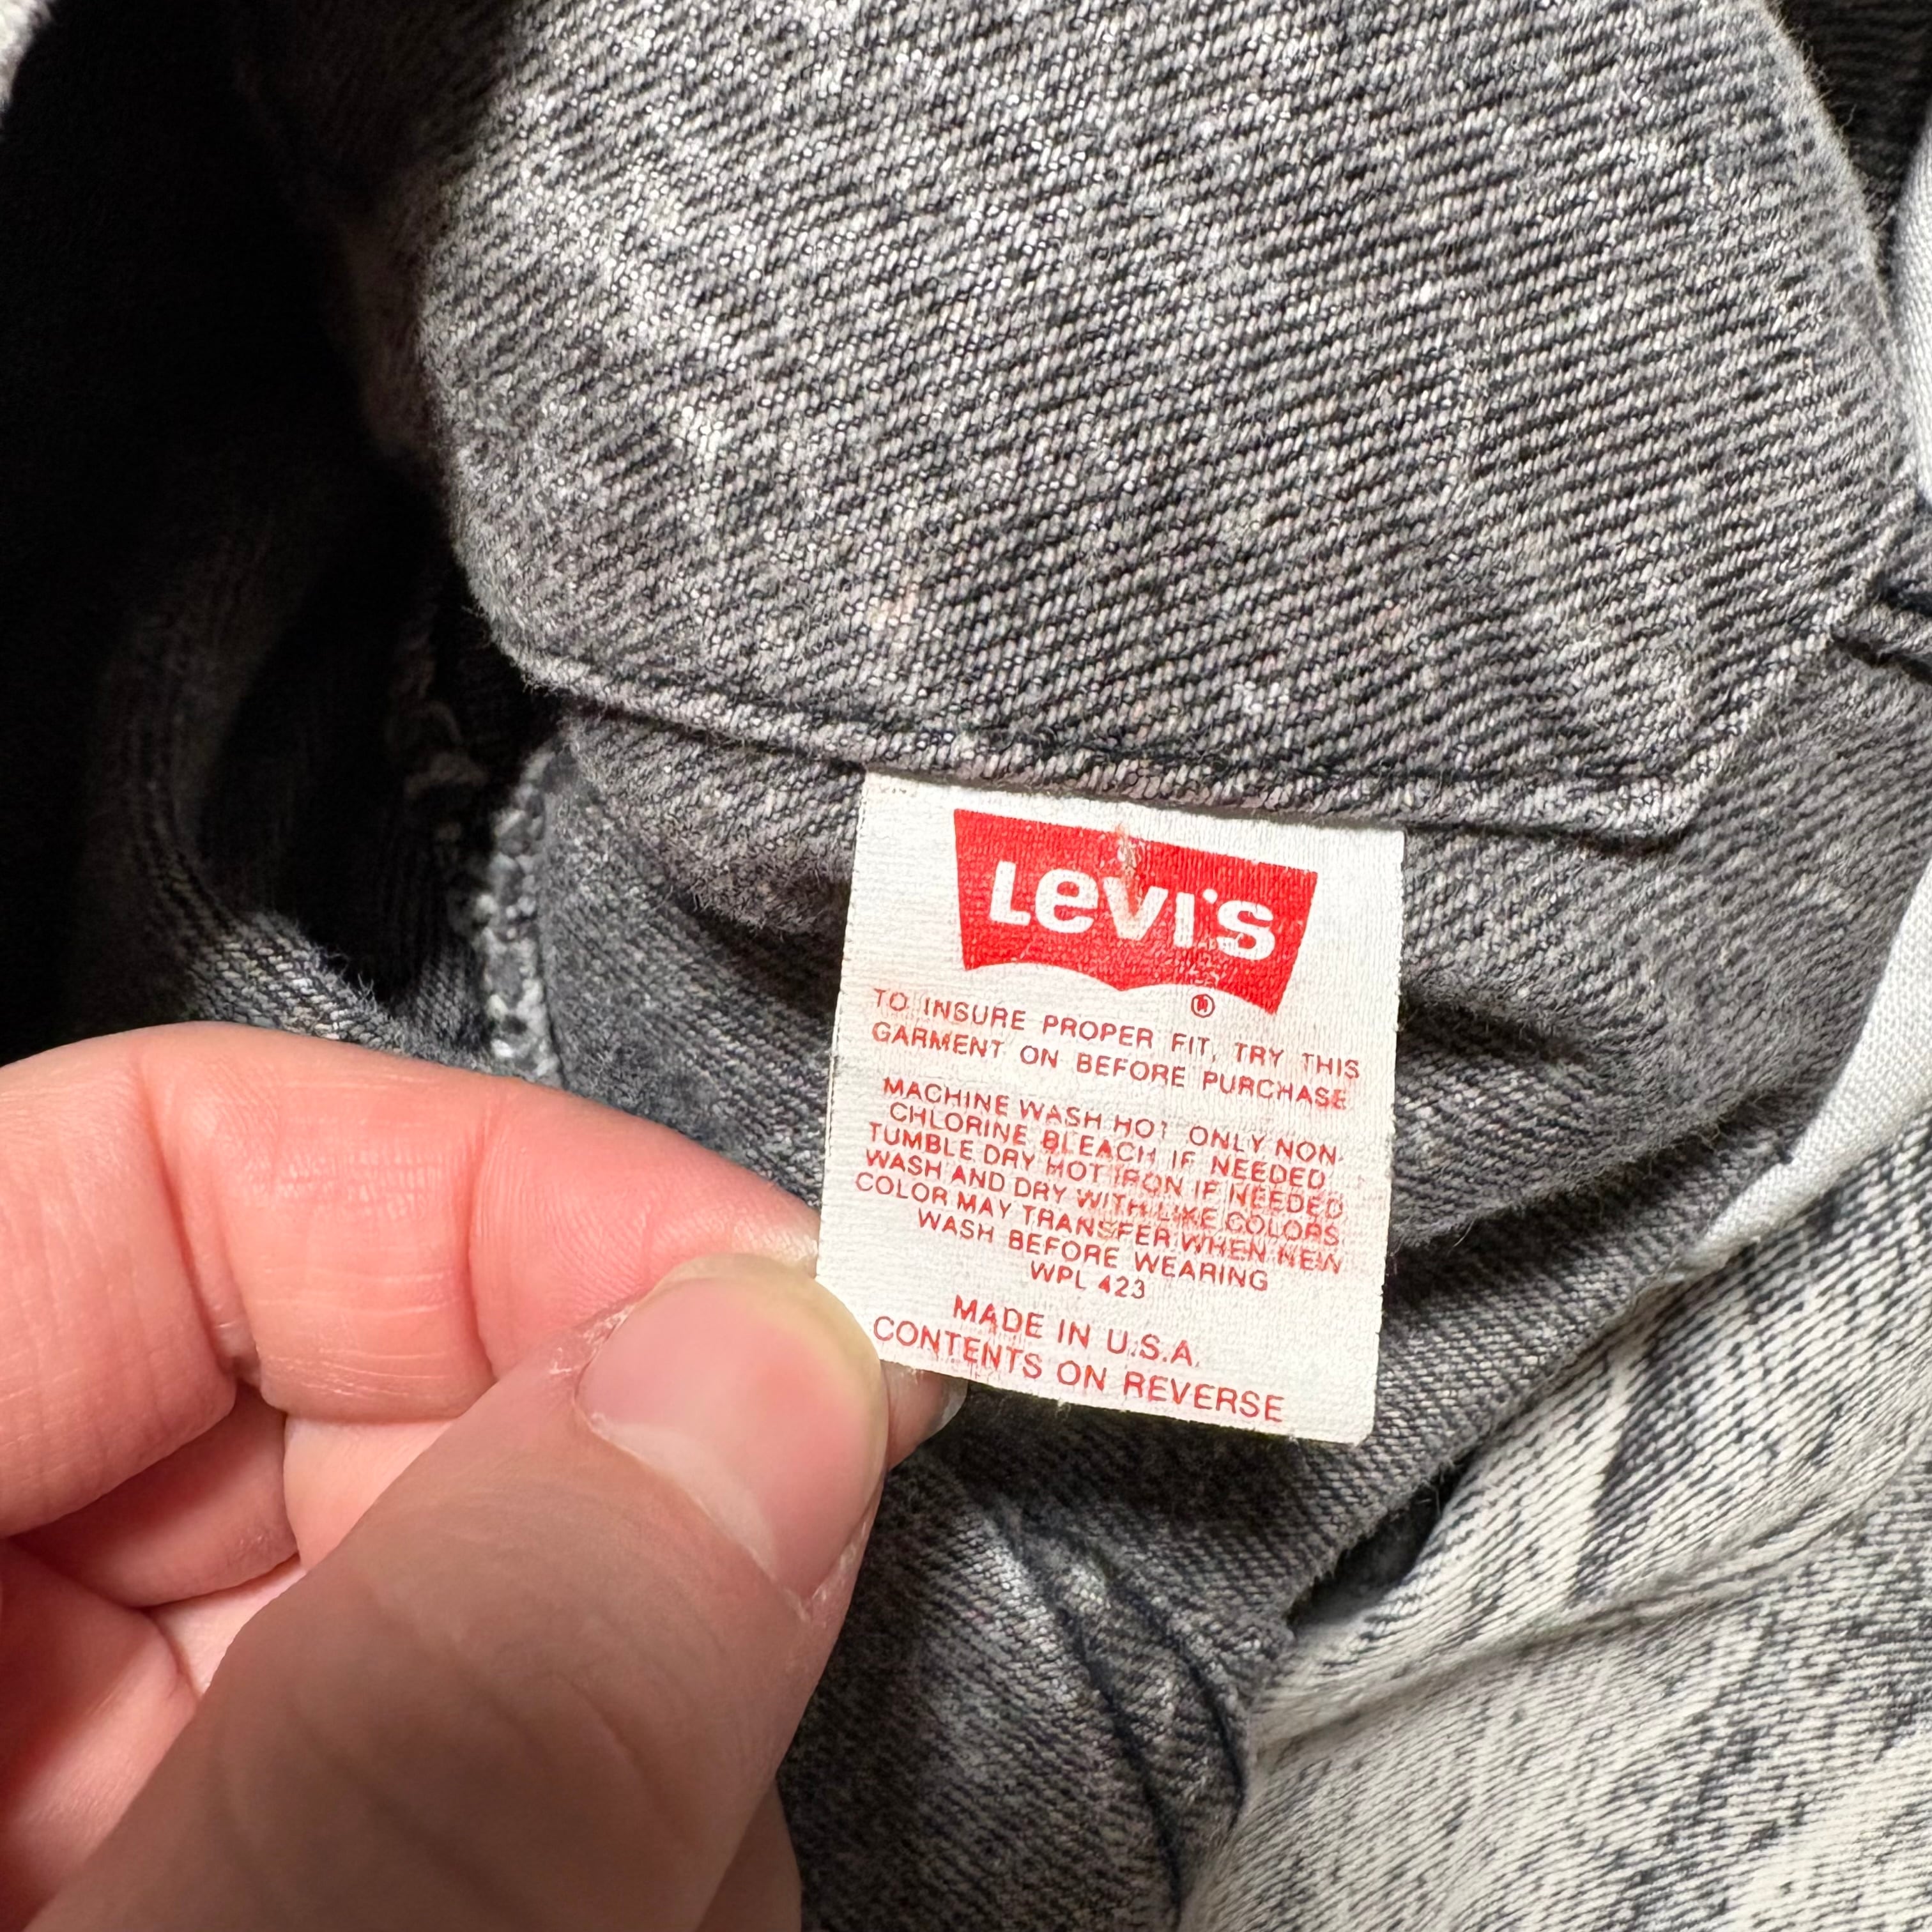 Levi's
®
TO INSURE PROPER FIT, TRY THIS
GARMENT ON BEFORE PURCHASE
MACHINE WASH HOT ONLY NON-
CHLORINE BLEACH IF NEEDED
TUMBLE DRY HOT IRON IF NEEDED
WASH AND DRY WITH LIKE COLORS
COLOR MAY TRANSFER WHEN NEW
WASH BEFORE WEARING
WPL 423
MADE IN U.S.A.
CONTENTS ON REVERSE